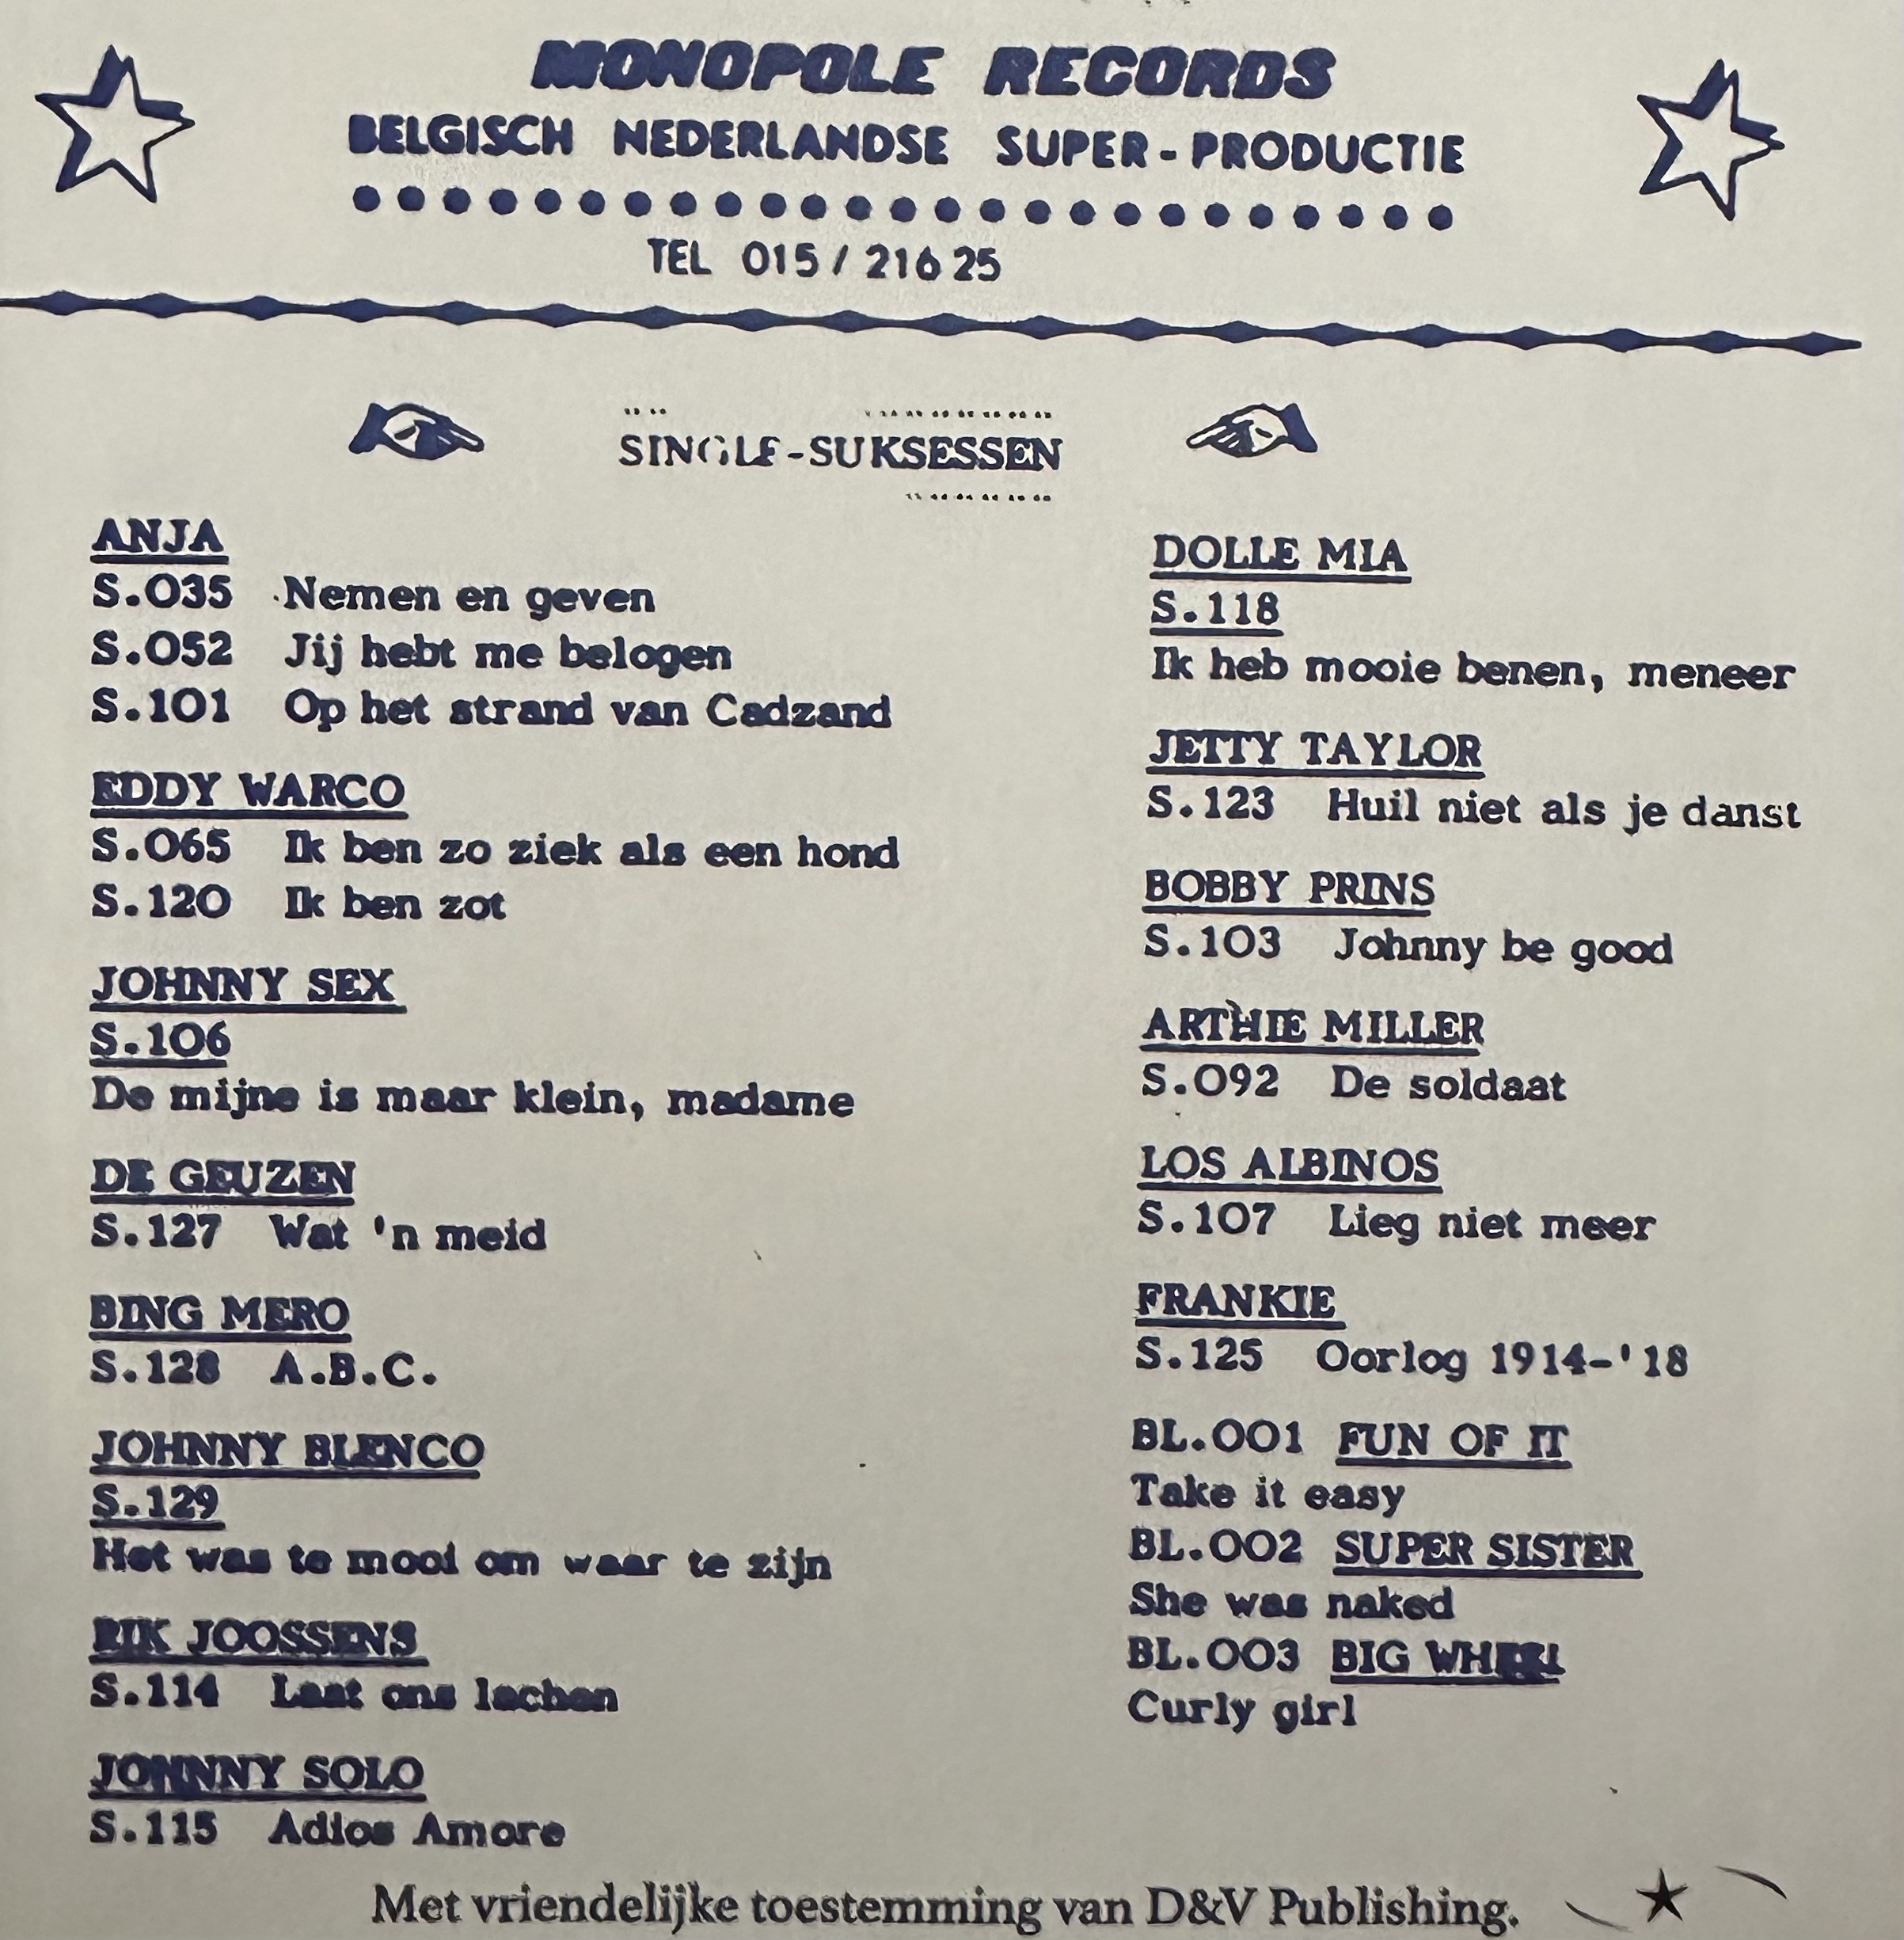 MONOPOLE RECORDS
BELGISCH NEDERLANDSE SUPER-PRODUCTIE
TEL 015/216 25
SINGLE-SUKSESSEN
ANJA
S.035 Nemen en geven
S.052 Jij hebt me belogen
S.101 Op het strand van Cadzand
EDDY WARCO
S.065 Ik ben zo ziek als een hond
S.120 Ik ben zot
JOHNNY SEX
S.106
De mijne is maar klein, madame
DE GEUZEN
S.127 Wat 'n meid
BING MERO
S.128 A.B.C.
JOHNNY BLENCO
S.129
Het was te mooi om waar te zijn
RIK JOOSSENS
S.114 Laat ons lachen
JOHNNY SOLO
S.115 Adios Amore
DOLLE MIA
S.118
Ik heb mooie benen, meneer
JETTY TAYLOR
S.123 Huil niet als je danst
BOBBY PRINS
S.103 Johnny be good
ARTHIE MILLER
S.092 De soldaat
LOS ALBINOS
S.107 Lieg niet meer
FRANKIE
S.125 Oorlog 1914-'18
BL.001 FUN OF IT
Take it easy
BL.002 SUPER SISTER
She was naked
BL.003 BIG WHEEL
Curly girl
Met vriendelijke toestemming van D&V Publishing.